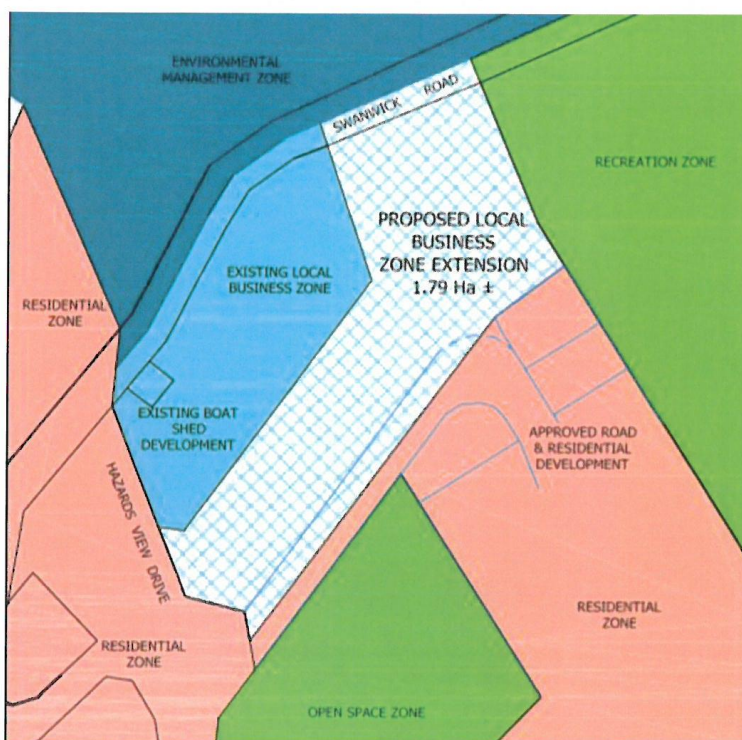 ENVIRONMENTAL
MANAGEMENT ZONE
SWANWICK ROAD
RECREATION ZONE
PROPOSED LOCAL
BUSINESS
ZONE EXTENSION
1.79 Ha ±
EXISTING LOCAL
BUSINESS ZONE
RESIDENTIAL
ZONE
EXISTING BOAT
SHED
DEVELOPMENT
APPROVED ROAD
& RESIDENTIAL
DEVELOPMENT
HAZARDS VIEW DRIVE
RESIDENTIAL
ZONE
RESIDENTIAL
ZONE
OPEN SPACE ZONE